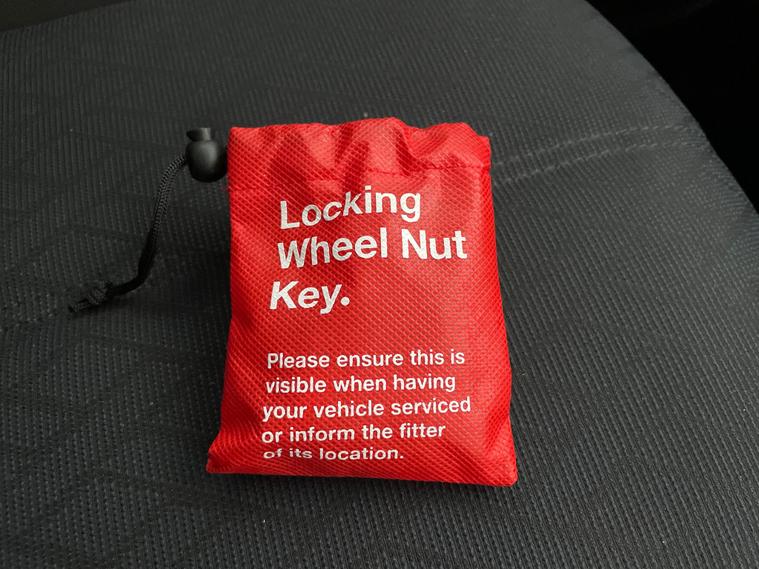 Locking
Wheel Nut
Key.
Please ensure this is
visible when having
your vehicle serviced
or inform the fitter
of its location.